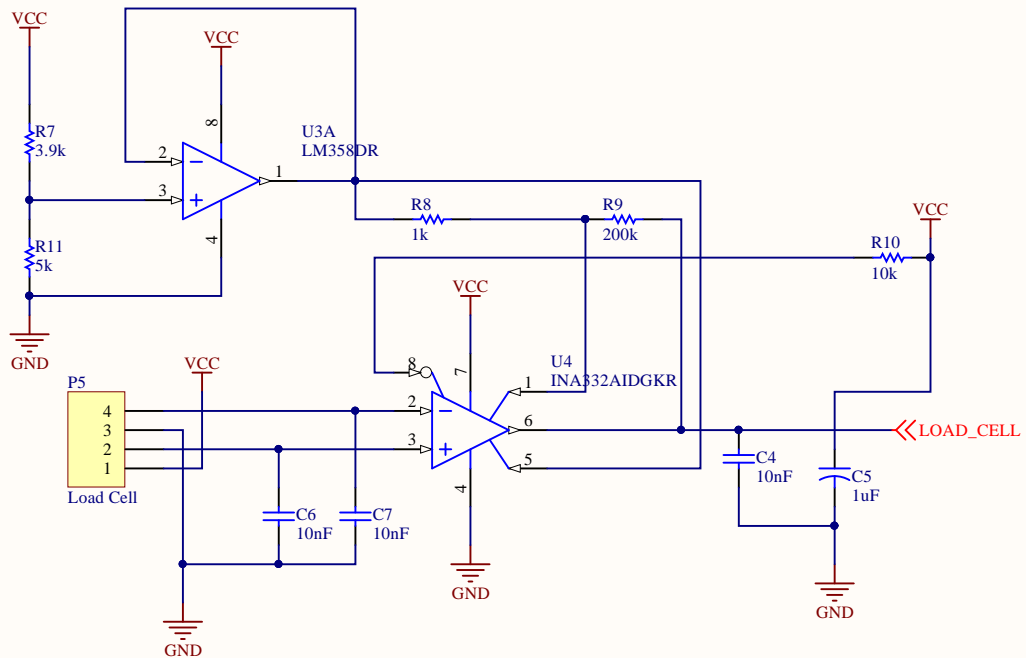 VCC
VCC
8
U3A
LM358DR
R7
3.9k
2
1
3
4
R11
5k
GND
R8
1k
R9
200k
VCC
R10
10k
VCC
VCC
8
7
U4
INA332AIDGKR
1
P5
4
3
2
1
Load Cell
2
6
3
5
4
LOAD_CELL
C4
10nF
C5
1uF
C6
10nF
C7
10nF
GND
GND
GND